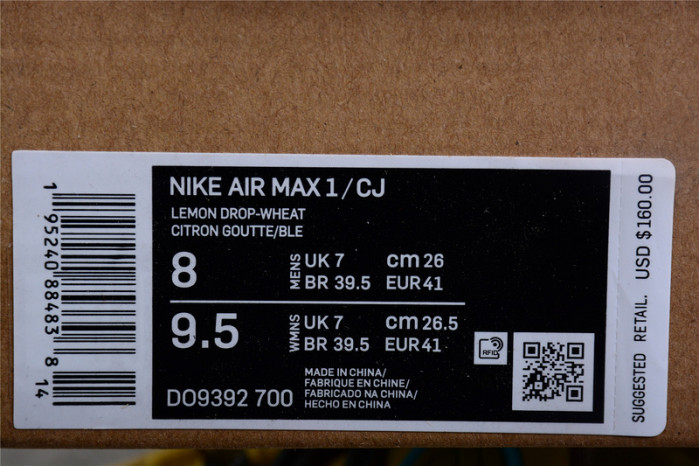 NIKE AIR MAX 1 / CJ
LEMON DROP-WHEAT
CITRON GOUTTE/BLE
8 MENS UK 7 cm 26
BR 39.5 EUR 41
9.5 WMNS UK 7 cm 26.5
BR 39.5 EUR 41
RFID
DO9392 700
MADE IN CHINA/
FABRIQUE EN CHINE/
FABRICADO NA CHINA/
HECHO EN CHINA
1 95240 88483 8 14
SUGGESTED RETAIL. USD $160.00